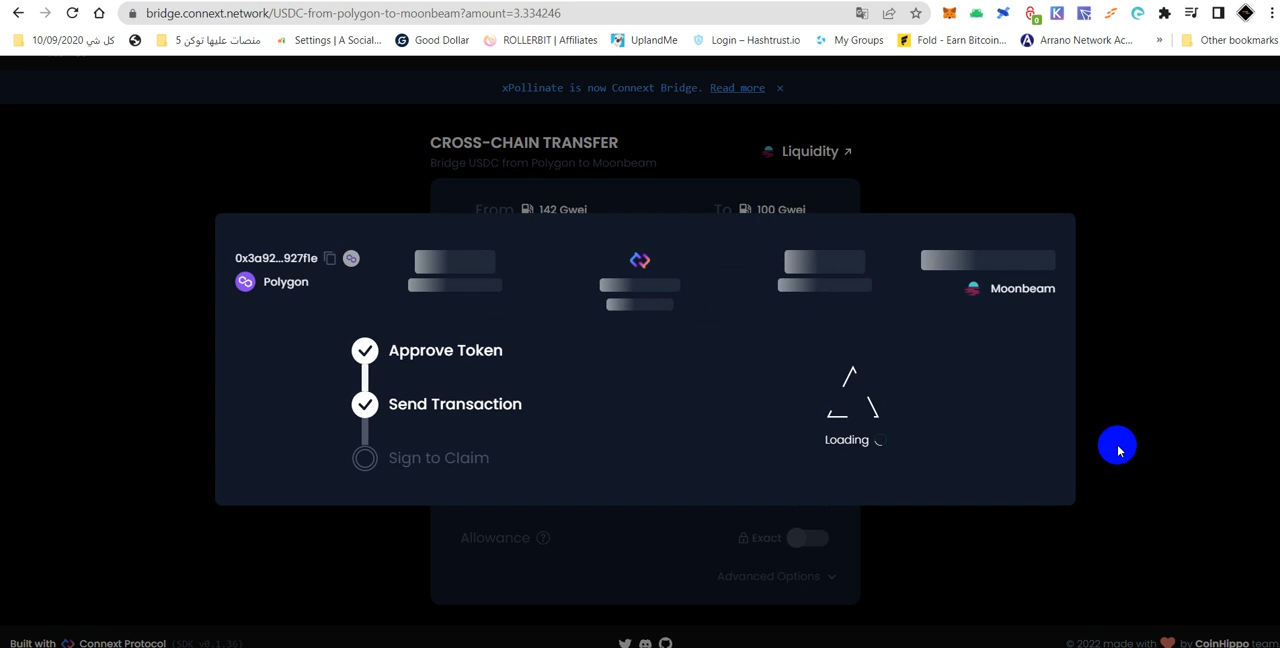 bridge.connext.network/USDC-from-polygon-to-moonbeam?amount=3.334246
كل شي 10/09/2020
منصات عليها توكن 5
Settings | A Social...
Good Dollar
ROLLERBIT | Affiliates
UplandMe
Login – Hashtrust.io
My Groups
Fold - Earn Bitcoin...
Arrano Network Ac...
»
Other bookmarks
xPollinate is now Connext Bridge. Read more ×
CROSS-CHAIN TRANSFER
Liquidity
Bridge USDC from Polygon to Moonbeam
From 142 Gwei
To 100 Gwei
0x3a92...927f1e
Polygon
Moonbeam
Approve Token
Send Transaction
Loading
Sign to Claim
Allowance
Exact
Advanced Options
Built with Connext Protocol (SDK v0.1.36)
© 2022 made with by CoinHippo team